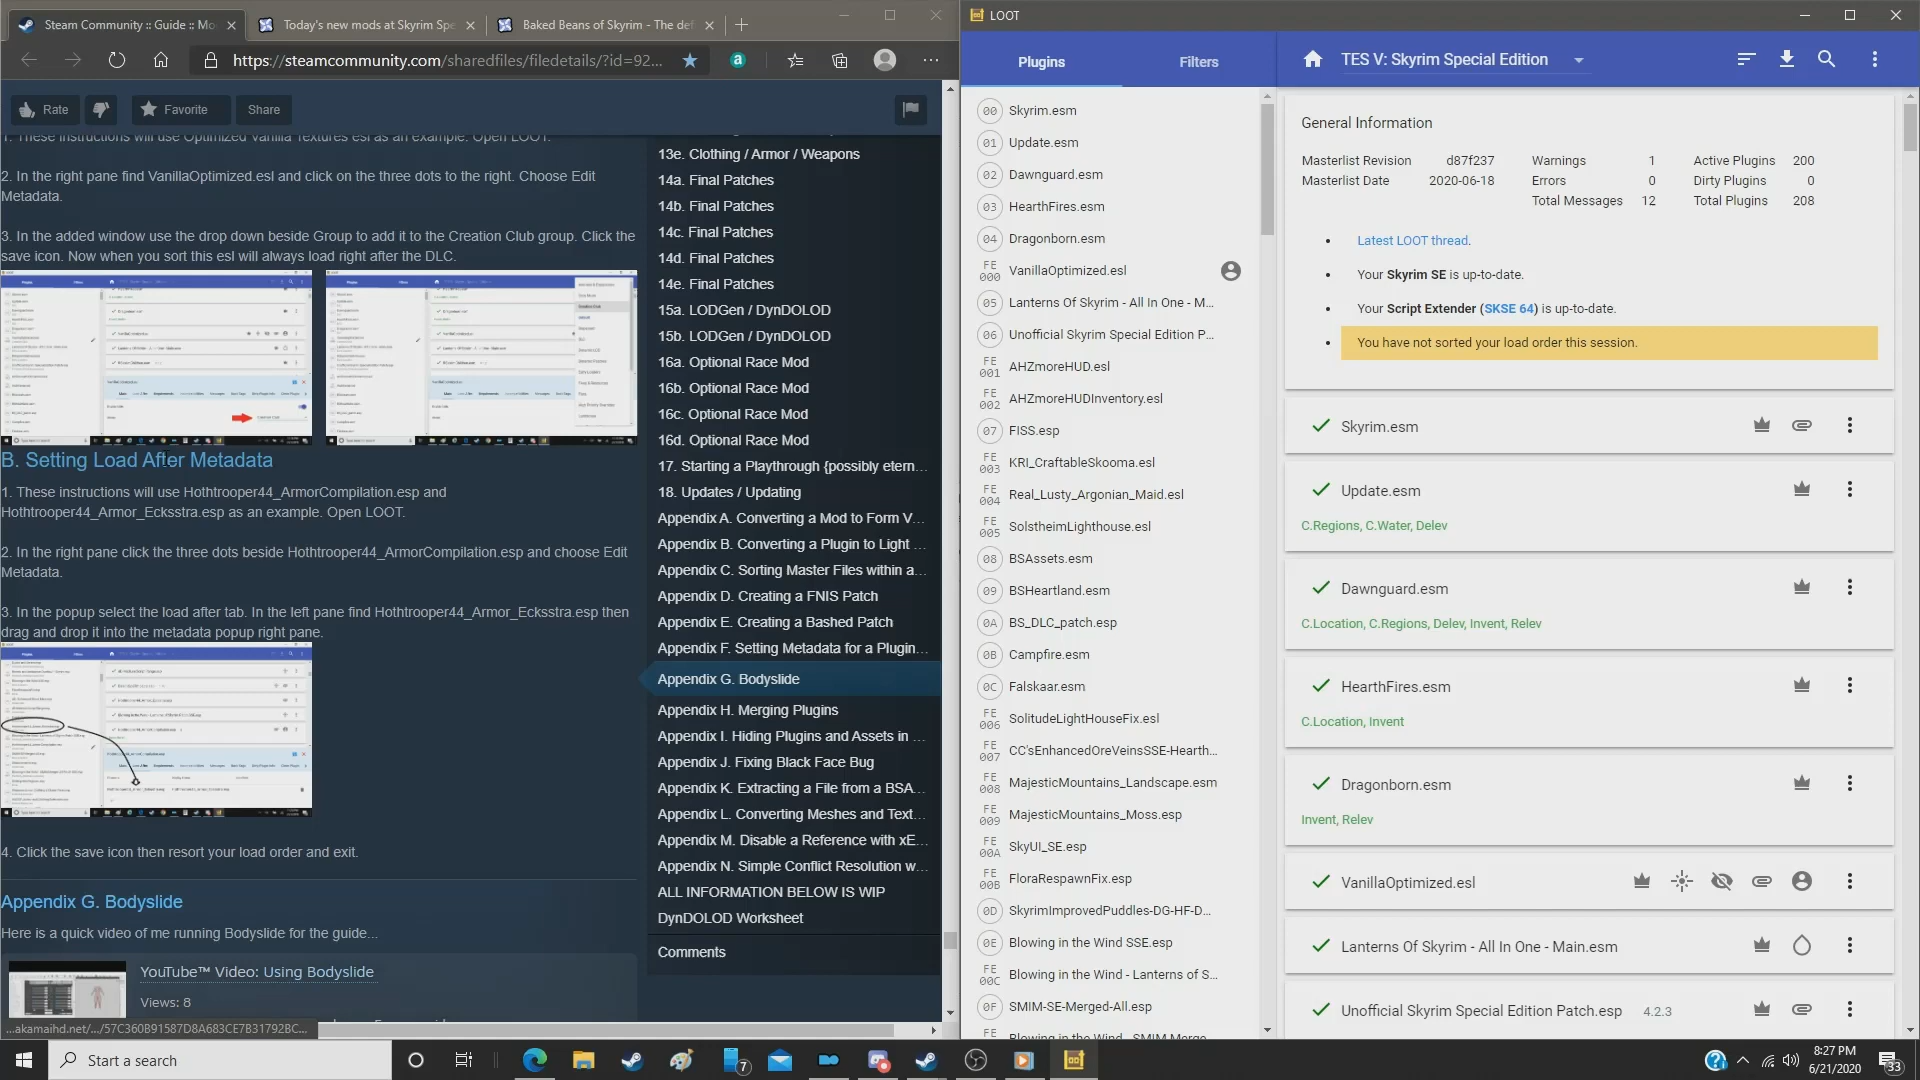 Steam Community :: Guide :: Mo
Today's new mods at Skyrim Spe
Baked Beans of Skyrim - The def
https://steamcommunity.com/sharedfiles/filedetails/?id=92...
Rate
Favorite
Share
1. These instructions will use Optimized Vanilla Textures esl as an example. Open LOOT.
2. In the right pane find VanillaOptimized.esl and click on the three dots to the right. Choose Edit
Metadata.
3. In the added window use the drop down beside Group to add it to the Creation Club group. Click the
save icon. Now when you sort this esl will always load right after the DLC.
B. Setting Load After Metadata
1. These instructions will use Hothtrooper44_ArmorCompilation.esp and
Hothtrooper44_Armor_Ecksstra.esp as an example. Open LOOT.
2. In the right pane click the three dots beside Hothtrooper44_ArmorCompilation.esp and choose Edit
Metadata.
3. In the popup select the load after tab. In the left pane find Hothtrooper44_Armor_Ecksstra.esp then
drag and drop it into the metadata popup right pane.
4. Click the save icon then resort your load order and exit.
Appendix G. Bodyslide
Here is a quick video of me running Bodyslide for the guide...
YouTube™ Video: Using Bodyslide
Views: 8
...akamaihd.net/.../57C360B91587D8A683CE7B31792BC...
13e. Clothing / Armor / Weapons
14a. Final Patches
14b. Final Patches
14c. Final Patches
14d. Final Patches
14e. Final Patches
15a. LODGen / DynDOLOD
15b. LODGen / DynDOLOD
16a. Optional Race Mod
16b. Optional Race Mod
16c. Optional Race Mod
16d. Optional Race Mod
17. Starting a Playthrough {possibly etern...
18. Updates / Updating
Appendix A. Converting a Mod to Form V...
Appendix B. Converting a Plugin to Light ...
Appendix C. Sorting Master Files within a...
Appendix D. Creating a FNIS Patch
Appendix E. Creating a Bashed Patch
Appendix F. Setting Metadata for a Plugin...
Appendix G. Bodyslide
Appendix H. Merging Plugins
Appendix I. Hiding Plugins and Assets in ...
Appendix J. Fixing Black Face Bug
Appendix K. Extracting a File from a BSA...
Appendix L. Converting Meshes and Text...
Appendix M. Disable a Reference with xE...
Appendix N. Simple Conflict Resolution w...
ALL INFORMATION BELOW IS WIP
DynDOLOD Worksheet
Comments
LOOT
Plugins
Filters
TES V: Skyrim Special Edition
00 Skyrim.esm
01 Update.esm
02 Dawnguard.esm
03 HearthFires.esm
04 Dragonborn.esm
FE 000 VanillaOptimized.esl
05 Lanterns Of Skyrim - All In One - M...
06 Unofficial Skyrim Special Edition P...
FE 001 AHZmoreHUD.esl
FE 002 AHZmoreHUDInventory.esl
07 FISS.esp
FE 003 KRI_CraftableSkooma.esl
FE 004 Real_Lusty_Argonian_Maid.esl
FE 005 SolstheimLighthouse.esl
08 BSAssets.esm
09 BSHeartland.esm
0A BS_DLC_patch.esp
0B Campfire.esm
0C Falskaar.esm
FE 006 SolitudeLightHouseFix.esl
FE 007 CC'sEnhancedOreVeinsSSE-Hearth...
FE 008 MajesticMountains_Landscape.esm
FE 009 MajesticMountains_Moss.esp
FE 00A SkyUI_SE.esp
FE 00B FloraRespawnFix.esp
0D SkyrimImprovedPuddles-DG-HF-D...
0E Blowing in the Wind SSE.esp
FE 00C Blowing in the Wind - Lanterns of S...
0F SMIM-SE-Merged-All.esp
FE Blowing in the Wind - SMIM Merge
General Information
Masterlist Revision d87f237 Warnings 1 Active Plugins 200
Masterlist Date 2020-06-18 Errors 0 Dirty Plugins 0
Total Messages 12 Total Plugins 208
Latest LOOT thread.
Your Skyrim SE is up-to-date.
Your Script Extender (SKSE 64) is up-to-date.
You have not sorted your load order this session.
Skyrim.esm
Update.esm
C.Regions, C.Water, Delev
Dawnguard.esm
C.Location, C.Regions, Delev, Invent, Relev
HearthFires.esm
C.Location, Invent
Dragonborn.esm
Invent, Relev
VanillaOptimized.esl
Lanterns Of Skyrim - All In One - Main.esm
Unofficial Skyrim Special Edition Patch.esp 4.2.3
Start a search
7
8:27 PM
6/21/2020
33